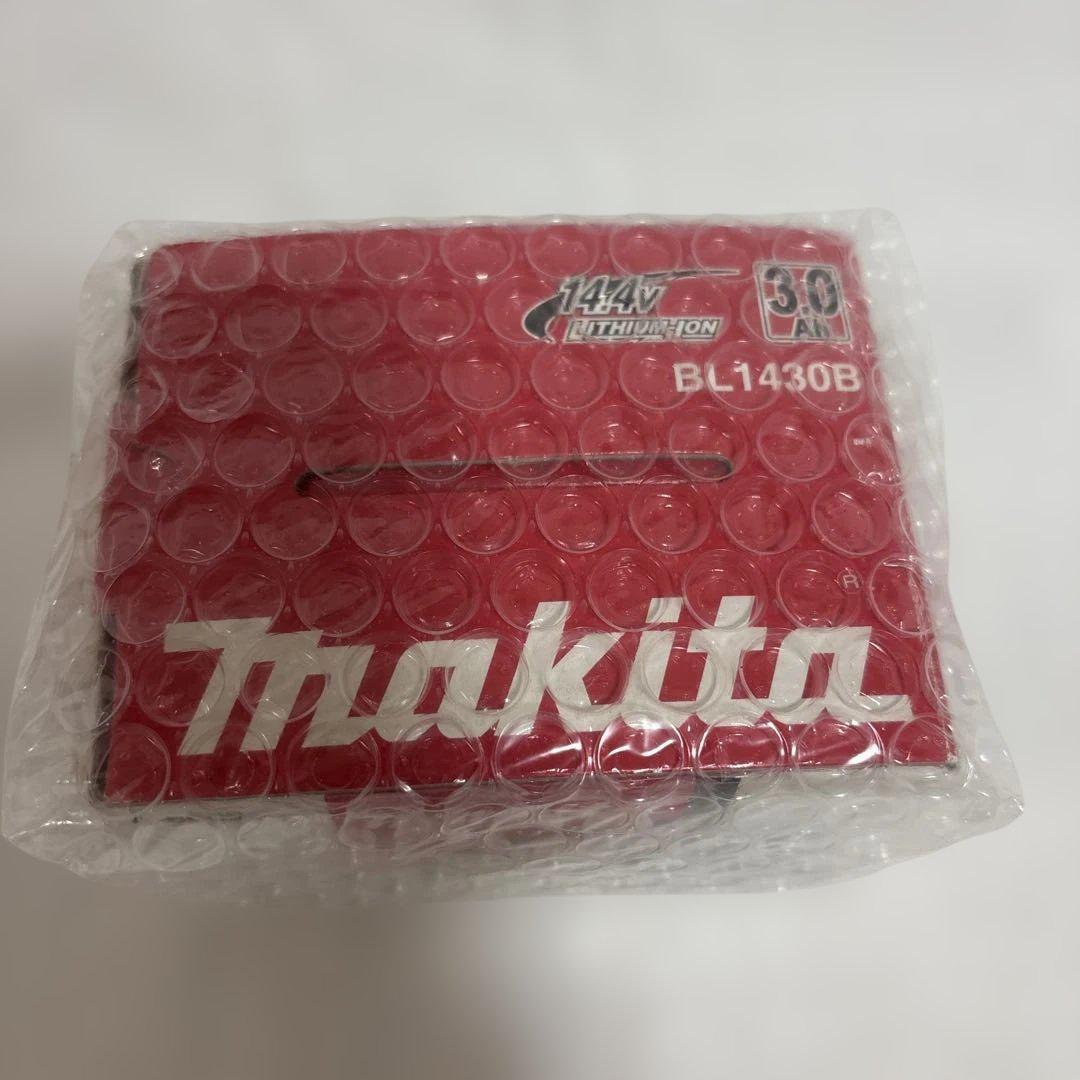 14.4V
LITHIUM-ION
3.0
Ah
BL1430B
makita®